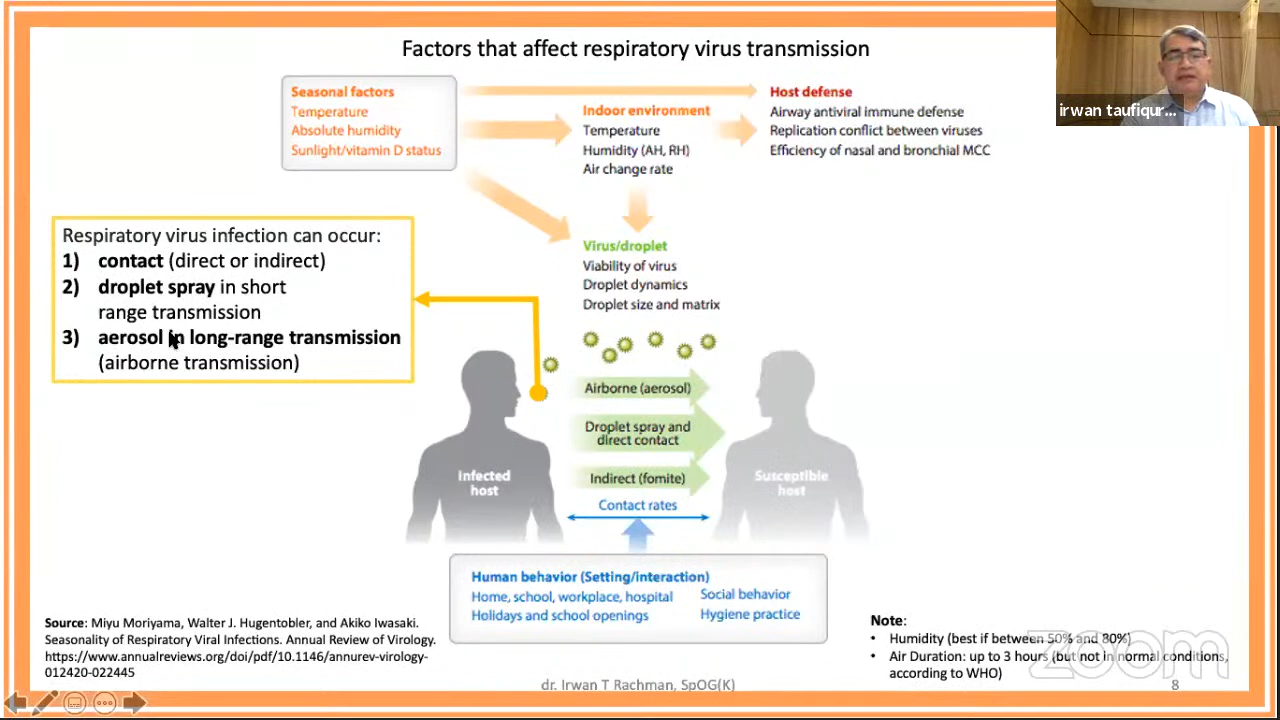 Factors that affect respiratory virus transmission
irwan taufiqur...
Seasonal factors
Temperature
Absolute humidity
Sunlight/vitamin D status
Indoor environment
Temperature
Humidity (AH, RH)
Air change rate
Host defense
Airway antiviral immune defense
Replication conflict between viruses
Efficiency of nasal and bronchial MCC
Respiratory virus infection can occur:
1) contact (direct or indirect)
2) droplet spray in short
range transmission
3) aerosol in long-range transmission
(airborne transmission)
Virus/droplet
Viability of virus
Droplet dynamics
Droplet size and matrix
Airborne (aerosol)
Droplet spray and
direct contact
Indirect (fomite)
Contact rates
Infected
host
Susceptible
host
Human behavior (Setting/interaction)
Home, school, workplace, hospital
Holidays and school openings
Social behavior
Hygiene practice
Source: Miyu Moriyama, Walter J. Hugentobler, and Akiko Iwasaki.
Seasonality of Respiratory Viral Infections. Annual Review of Virology.
https://www.annualreviews.org/doi/pdf/10.1146/annurev-virology-
012420-022445
Note:
• Humidity (best if between 50% and 80%)
• Air Duration: up to 3 hours (but not in normal conditions,
according to WHO)
zoom
dr. Irwan T Rachman, SpOG(K)
8